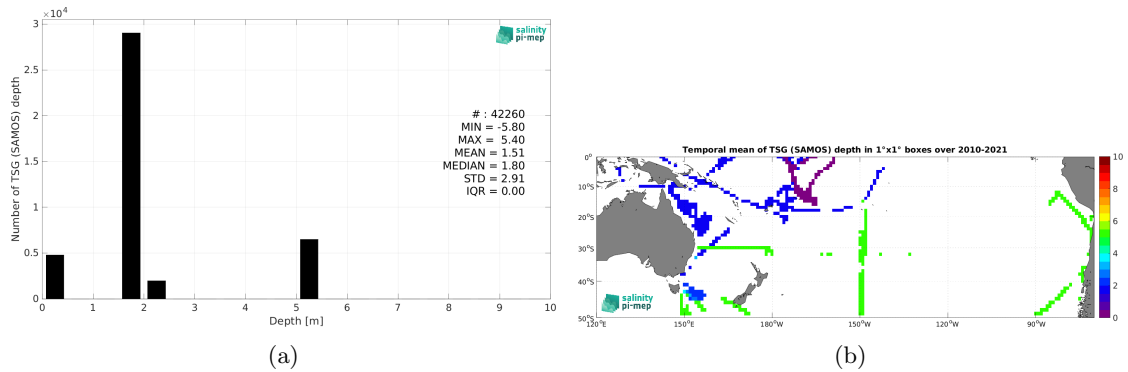 3 ×10⁴
2.5
2
1.5
1
0.5
0
0 1 2 3 4 5 6 7 8 9 10
Number of TSG (SAMOS) depth
Depth [m]
salinity
pi-mep
# : 42260
MIN = -5.80
MAX = 5.40
MEAN = 1.51
MEDIAN = 1.80
STD = 2.91
IQR = 0.00
(a)
Temporal mean of TSG (SAMOS) depth in 1°x1° boxes over 2010-2021
0°
10°S
20°S
30°S
40°S
50°S
120°E 150°E 180°W 150°W 120°W 90°W
salinity
pi-mep
10
8
6
4
2
0
(b)